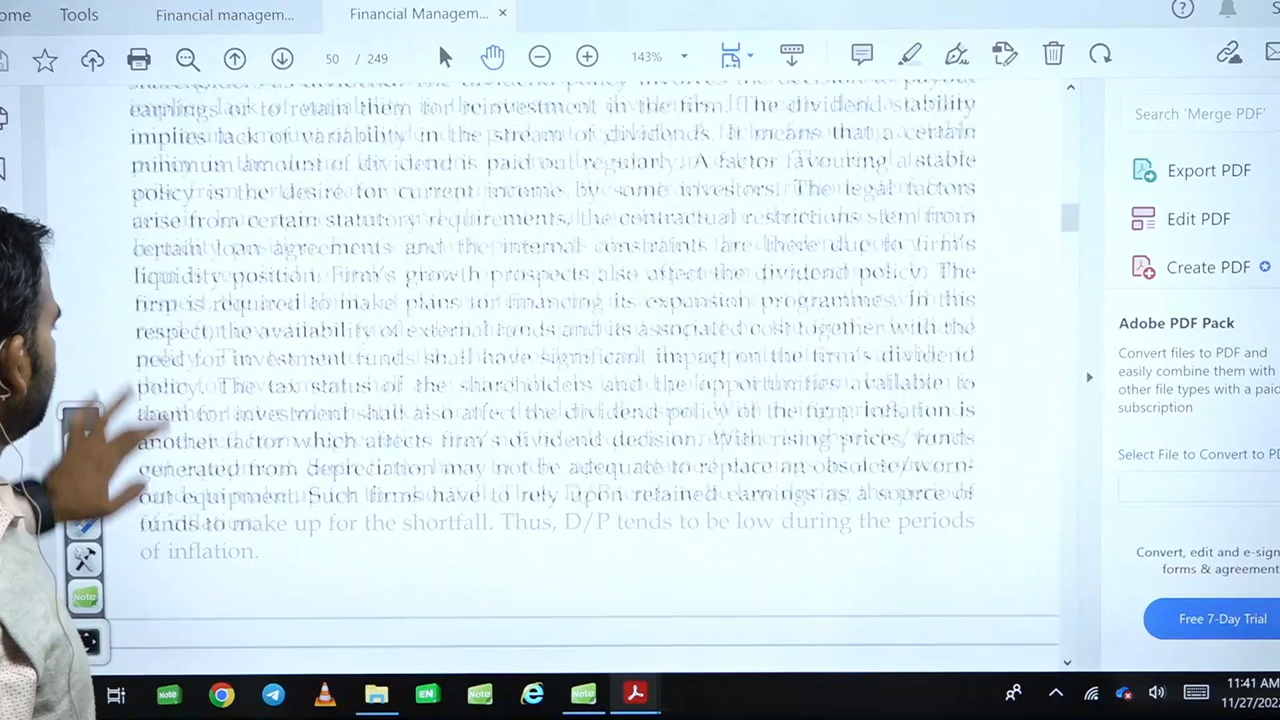 ome
Tools
Financial managem...
Financial Managem... ×
50 / 249
143%
earnings or to retain them for reinvestment in the firm. The dividend stability
implies lack of variability in the stream of dividends. It means that a certain
minimum amount of dividend is paid out regularly. A factor favouring a stable
policy is the desire for current income by some investors. The legal factors
arise from certain statutory requirements, the contractual restrictions stem from
certain loan agreements and the internal constraints are there due to firm's
liquidity position. Firm's growth prospects also affect the dividend policy. The
firm is required to make plans for financing its expansion programmes. In this
respect, the availability of external funds and its associated cost together with the
need for investment funds shall have significant impact on the firm's dividend
policy. The tax status of the shareholders and the opportunities available to
them for investment shall also affect the dividend policy of the firm. Inflation is
another factor which affects firm's dividend decision. With rising prices, funds
generated from depreciation may not be adequate to replace an obsolete/worn-
out equipment. Such firms have to rely upon retained earnings as a source of
funds to make up for the shortfall. Thus, D/P tends to be low during the periods
of inflation.
Search 'Merge PDF'
Export PDF
Edit PDF
Create PDF
Adobe PDF Pack
Convert files to PDF and
easily combine them with
other file types with a paid
subscription
Select File to Convert to PD
Convert, edit and e-sign
forms & agreement
Free 7-Day Trial
Note
Note
EN
Note
Note
11:41 AM
11/27/202